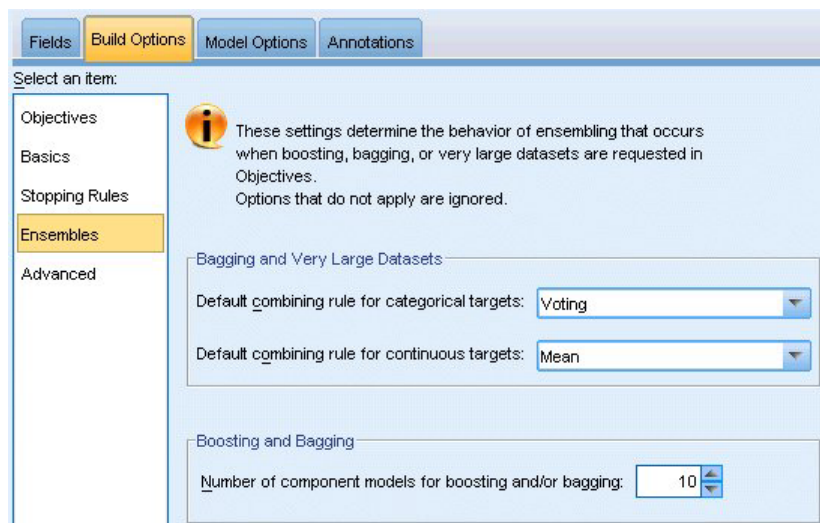 Fields
Build Options
Model Options
Annotations
Select an item:
Objectives
Basics
Stopping Rules
Ensembles
Advanced
These settings determine the behavior of ensembling that occurs
when boosting, bagging, or very large datasets are requested in
Objectives.
Options that do not apply are ignored.
Bagging and Very Large Datasets
Default combining rule for categorical targets: Voting
Default combining rule for continuous targets: Mean
Boosting and Bagging
Number of component models for boosting and/or bagging: 10